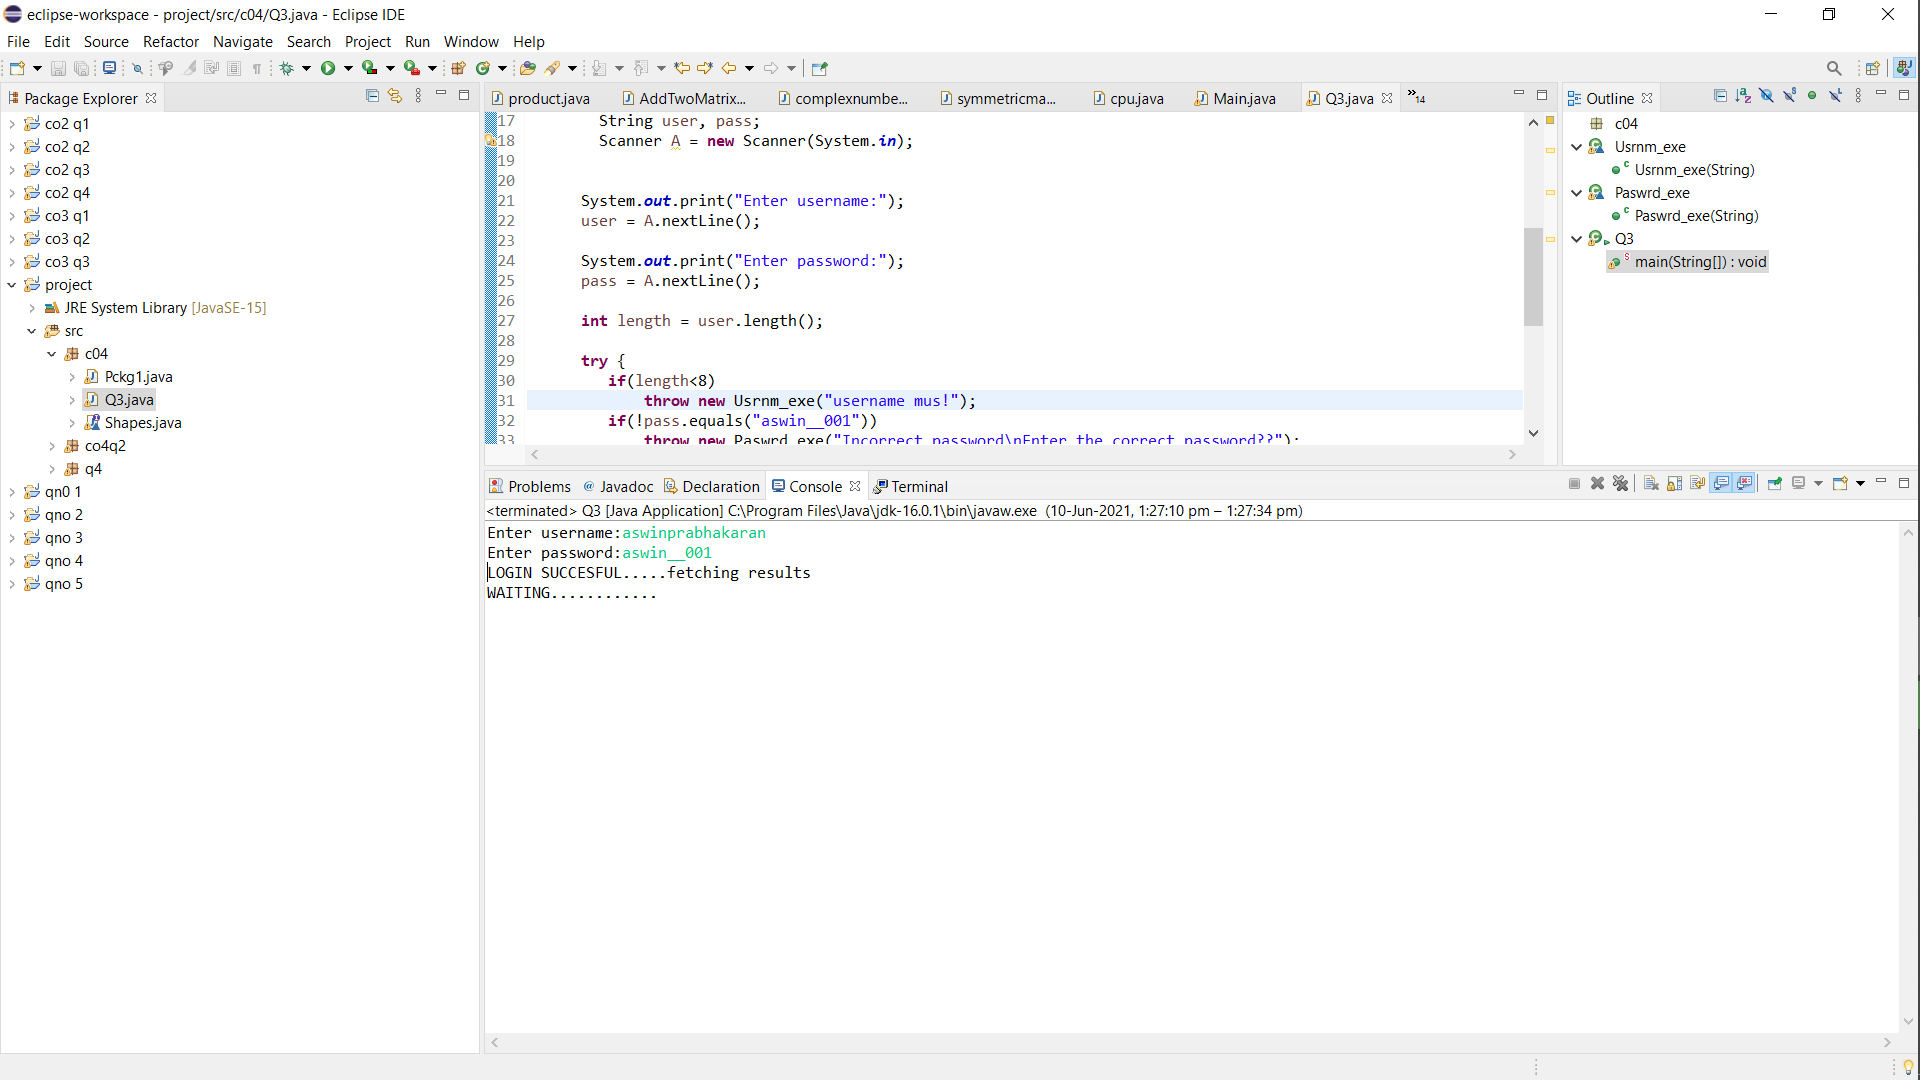 eclipse-workspace - project/src/c04/Q3.java - Eclipse IDE
File Edit Source Refactor Navigate Search Project Run Window Help
Package Explorer
co2 q1
co2 q2
co2 q3
co2 q4
co3 q1
co3 q2
co3 q3
project
JRE System Library [JavaSE-15]
src
c04
Pckg1.java
Q3.java
Shapes.java
co4q2
q4
qn0 1
qno 2
qno 3
qno 4
qno 5
product.java AddTwoMatrix... complexnumbe... symmetricma... cpu.java Main.java Q3.java »14
17 String user, pass;
18 Scanner A = new Scanner(System.in);
19
20
21 System.out.print("Enter username:");
22 user = A.nextLine();
23
24 System.out.print("Enter password:");
25 pass = A.nextLine();
26
27 int length = user.length();
28
29 try {
30 if(length<8)
31 throw new Usrnm_exe("username mus!");
32 if(!pass.equals("aswin__001"))
33 throw new Paswrd_exe("Incorrect password\nEnter the correct password??");
Outline
c04
Usrnm_exe
Usrnm_exe(String)
Paswrd_exe
Paswrd_exe(String)
Q3
main(String[]) : void
Problems Javadoc Declaration Console Terminal
<terminated> Q3 [Java Application] C:\Program Files\Java\jdk-16.0.1\bin\javaw.exe (10-Jun-2021, 1:27:10 pm – 1:27:34 pm)
Enter username:aswinprabhakaran
Enter password:aswin__001
LOGIN SUCCESFUL.....fetching results
WAITING............